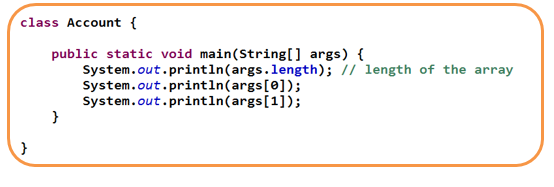 class Account {
public static void main(String[] args) {
System.out.println(args.length); // length of the array
System.out.println(args[0]);
System.out.println(args[1]);
}
}